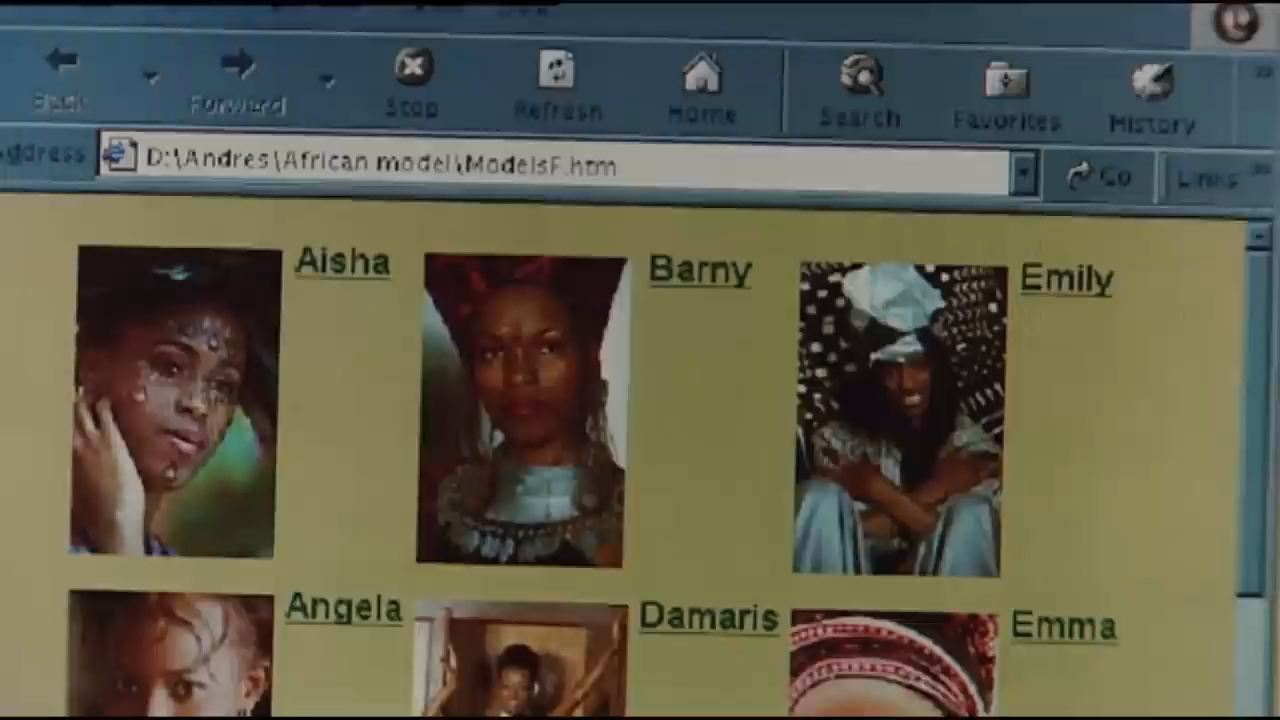 Back Forward Stop Refresh Home Search Favorites History
Address D:\Andres\African model\ModelsF.htm Go Links
Aisha Barny Emily
Angela Damaris Emma